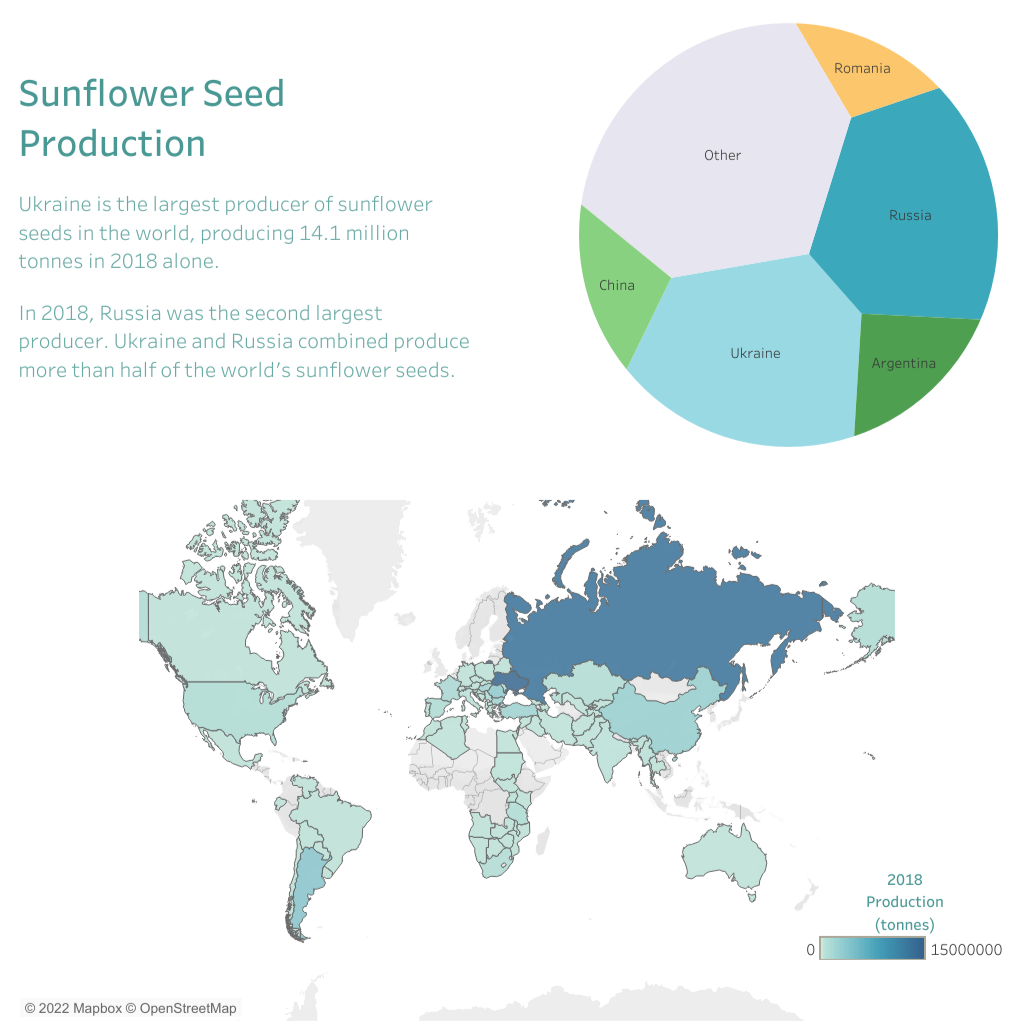 Sunflower Seed
Production
Ukraine is the largest producer of sunflower
seeds in the world, producing 14.1 million
tonnes in 2018 alone.
In 2018, Russia was the second largest
producer. Ukraine and Russia combined produce
more than half of the world’s sunflower seeds.
Romania
Other
Russia
China
Ukraine
Argentina
2018
Production
(tonnes)
0 15000000
© 2022 Mapbox © OpenStreetMap